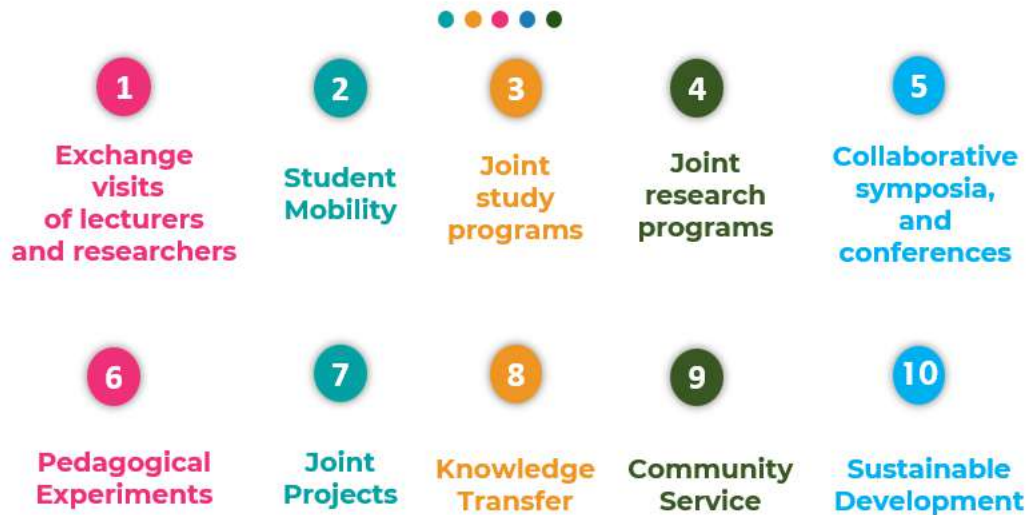 1
Exchange
visits
of lecturers
and researchers
2
Student
Mobility
3
Joint
study
programs
4
Joint
research
programs
5
Collaborative
symposia,
and
conferences
6
Pedagogical
Experiments
7
Joint
Projects
8
Knowledge
Transfer
9
Community
Service
10
Sustainable
Development